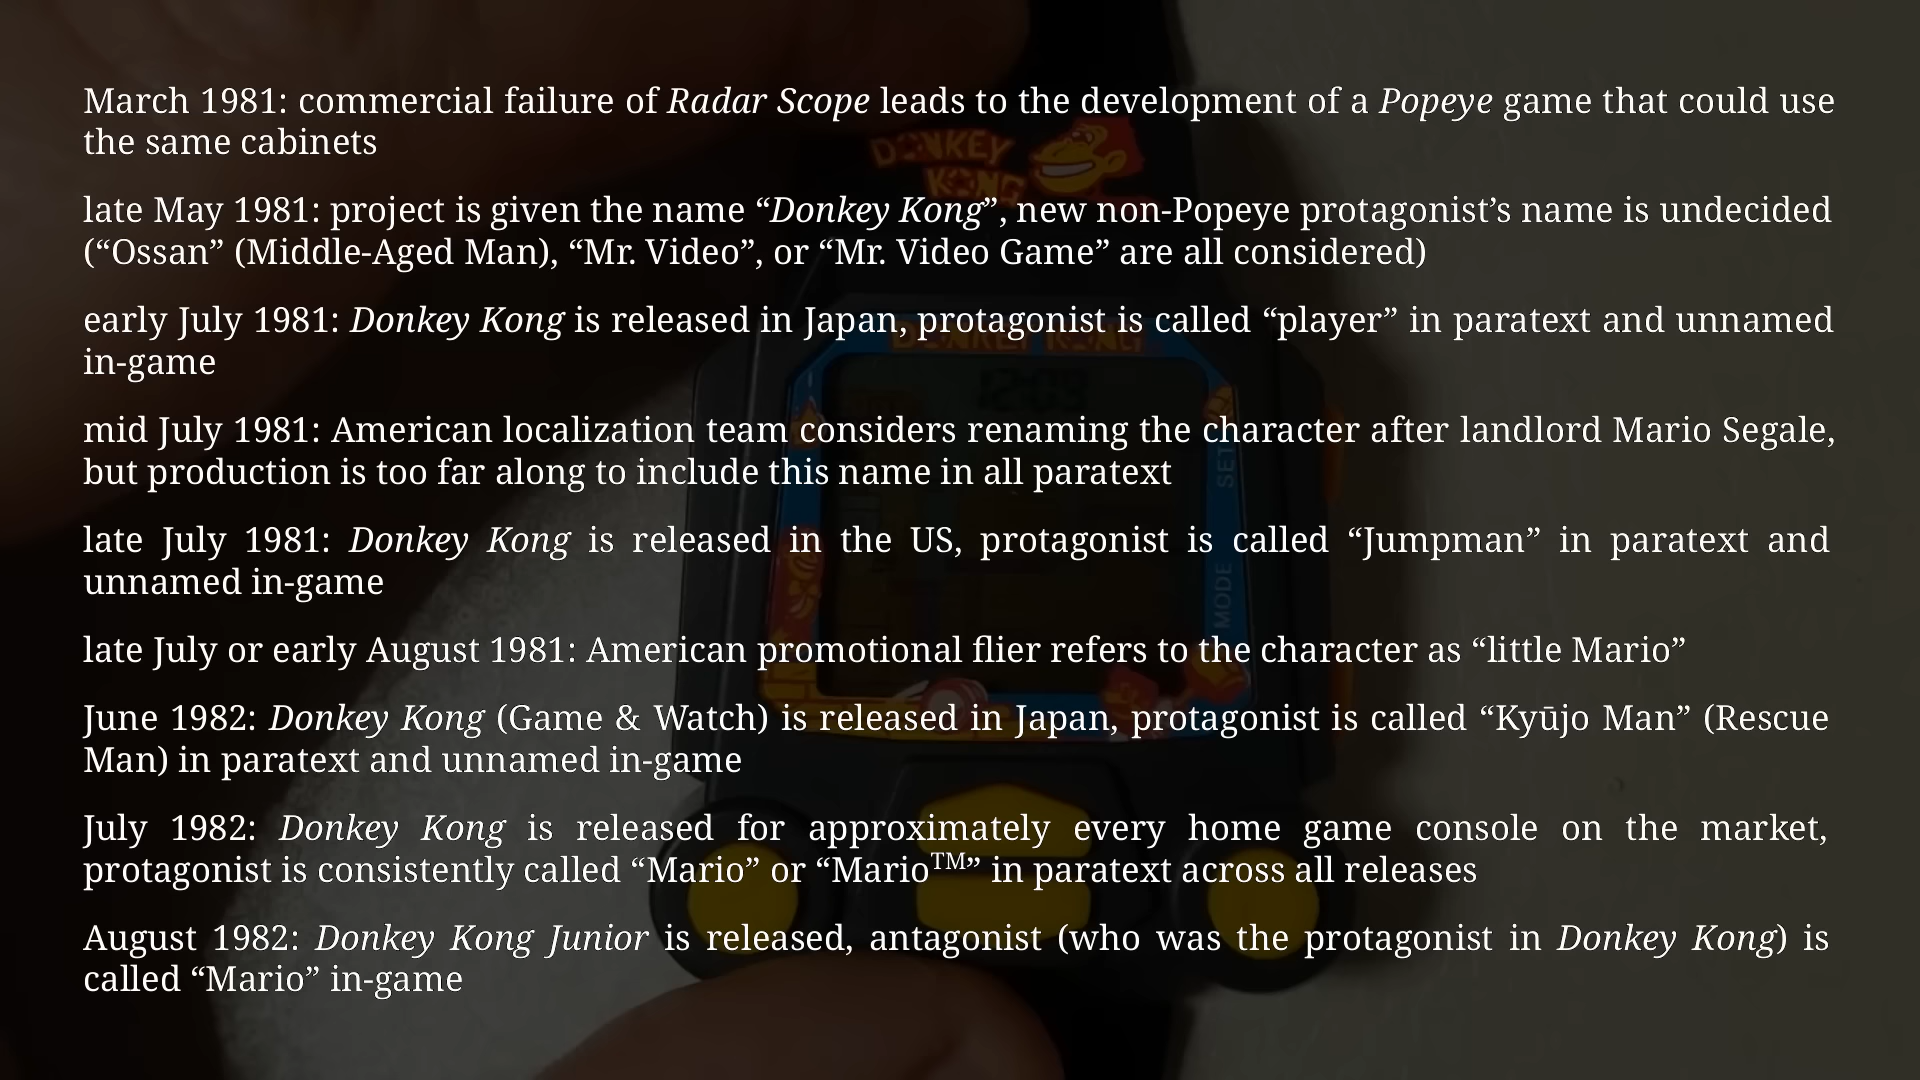 March 1981: commercial failure of Radar Scope leads to the development of a Popeye game that could use
the same cabinets
late May 1981: project is given the name “Donkey Kong”, new non-Popeye protagonist’s name is undecided
(“Ossan” (Middle-Aged Man), “Mr. Video”, or “Mr. Video Game” are all considered)
early July 1981: Donkey Kong is released in Japan, protagonist is called “player” in paratext and unnamed
in-game
mid July 1981: American localization team considers renaming the character after landlord Mario Segale,
but production is too far along to include this name in all paratext
late July 1981: Donkey Kong is released in the US, protagonist is called “Jumpman” in paratext and
unnamed in-game
late July or early August 1981: American promotional flier refers to the character as “little Mario”
June 1982: Donkey Kong (Game & Watch) is released in Japan, protagonist is called “Kyūjo Man” (Rescue
Man) in paratext and unnamed in-game
July 1982: Donkey Kong is released for approximately every home game console on the market,
protagonist is consistently called “Mario” or “Mario™” in paratext across all releases
August 1982: Donkey Kong Junior is released, antagonist (who was the protagonist in Donkey Kong) is
called “Mario” in-game
DONKEY
KONG
DONKEY KONG
12:09
SET
MODE